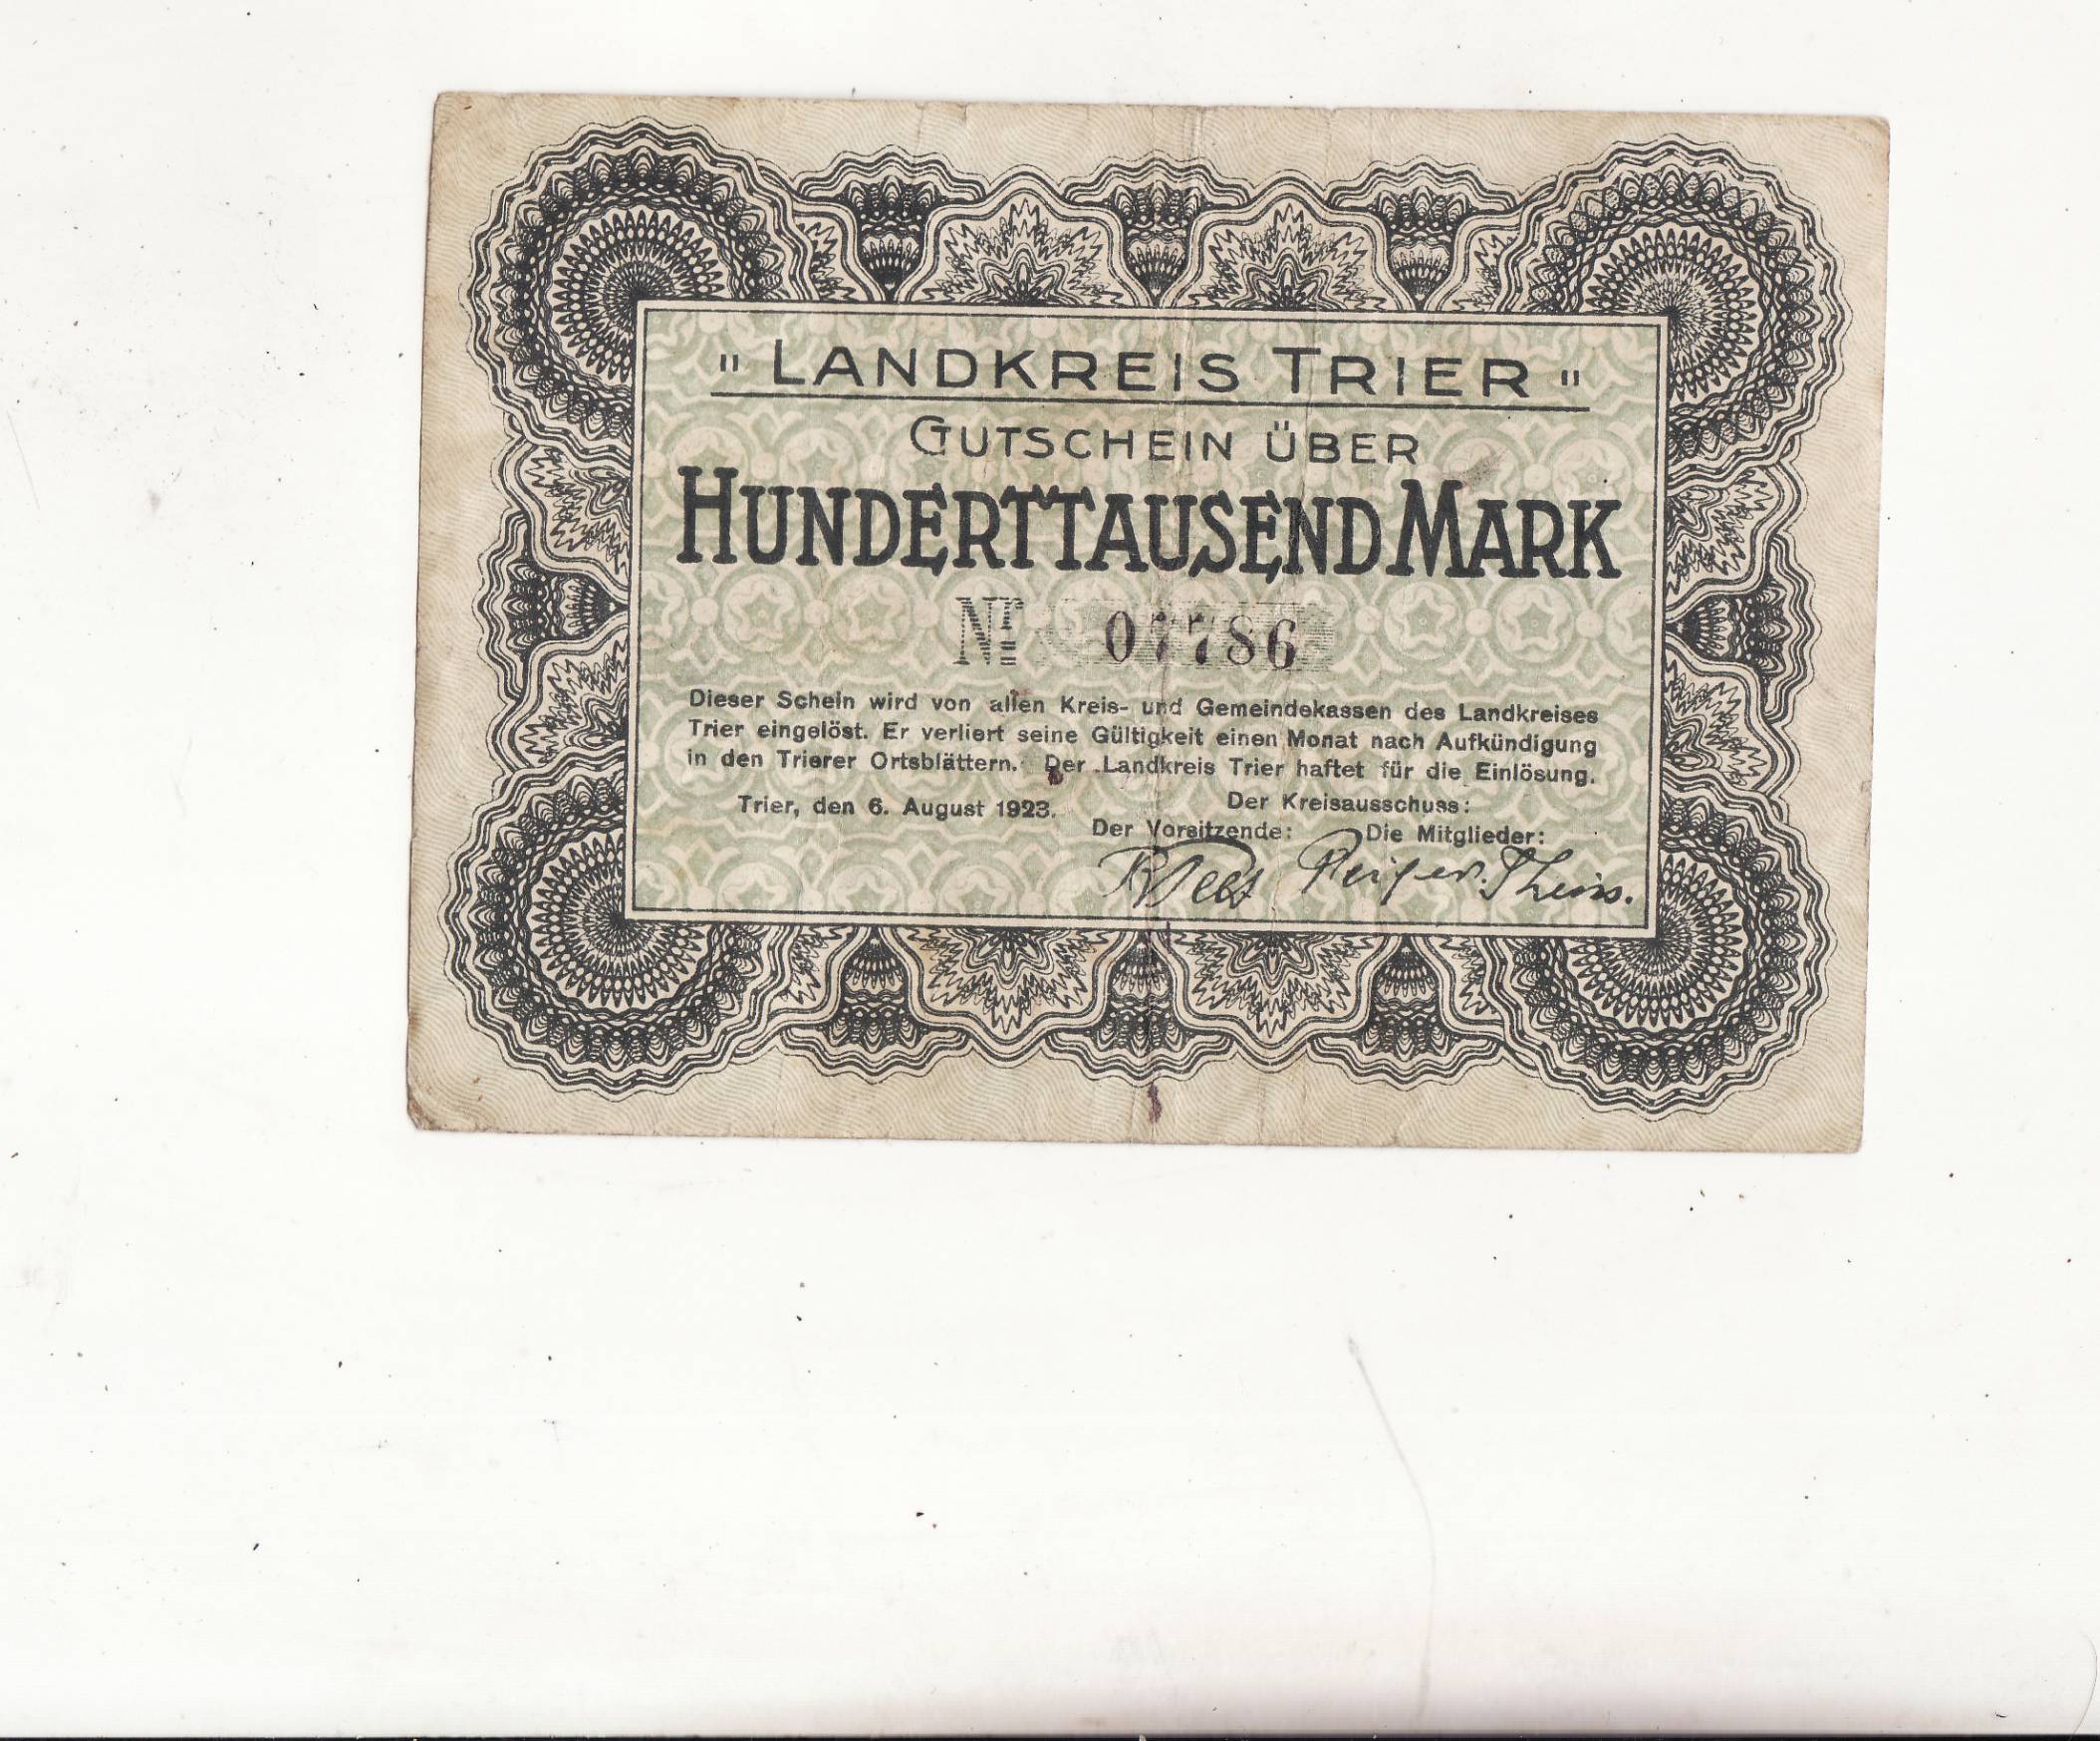 " LANDKREIS TRIER "
GUTSCHEIN ÜBER
HUNDERTTAUSEND MARK
Nr 07786
Dieser Schein wird von allen Kreis- und Gemeindekassen des Landkreises
Trier eingelöst. Er verliert seine Gültigkeit einen Monat nach Aufkündigung
in den Trierer Ortsblättern. Der Landkreis Trier haftet für die Einlösung.
Trier, den 6. August 1923.
Der Kreisausschuss:
Der Vorsitzende: Die Mitglieder: